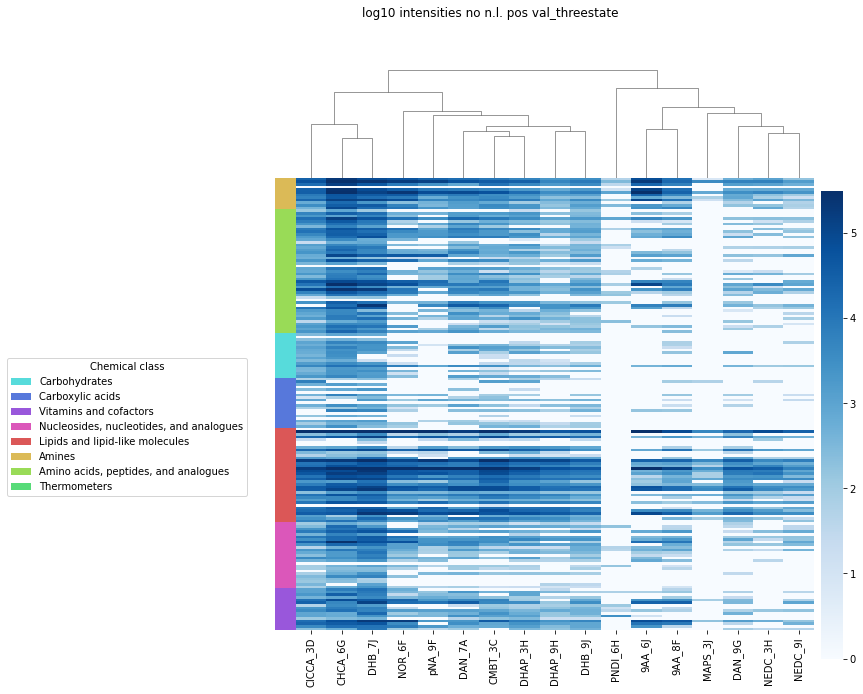 log10 intensities no n.l. pos val_threestate
Chemical class
Carbohydrates
Carboxylic acids
Vitamins and cofactors
Nucleosides, nucleotides, and analogues
Lipids and lipid-like molecules
Amines
Amino acids, peptides, and analogues
Thermometers
5
4
3
2
1
0
CICCA_3D
CHCA_6G
DHB_7J
NOR_6F
pNA_9F
DAN_7A
CMBT_3C
DHAP_3H
DHAP_9H
DHB_9J
PNDI_6H
9AA_6J
9AA_8F
MAPS_3J
DAN_9G
NEDC_3H
NEDC_9I